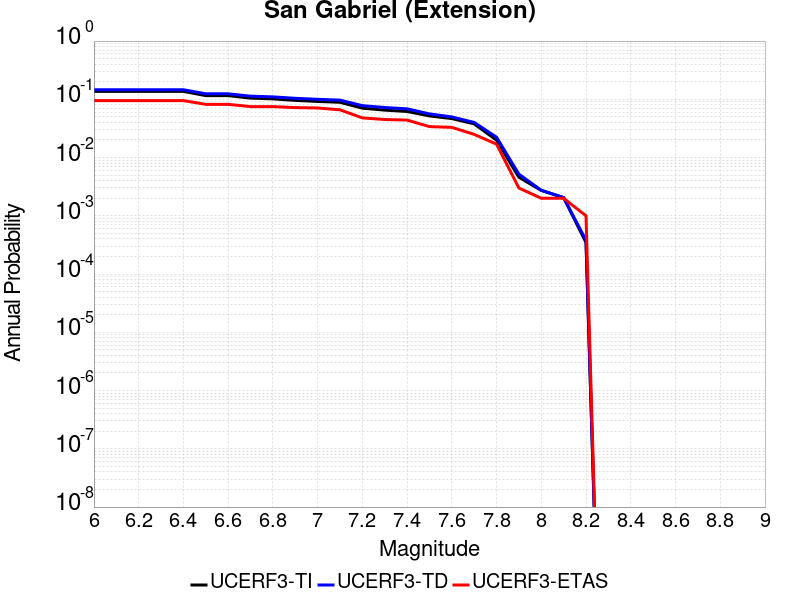 San Gabriel (Extension)
10^0
10^-1
10^-2
10^-3
10^-4
10^-5
10^-6
10^-7
10^-8
Annual Probability
6 6.2 6.4 6.6 6.8 7 7.2 7.4 7.6 7.8 8 8.2 8.4 8.6 8.8 9
Magnitude
UCERF3-TI UCERF3-TD UCERF3-ETAS